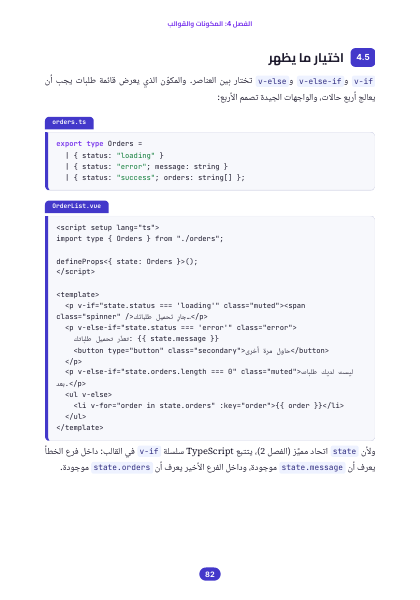 الفصل 4: المكونات والقوالب
4.5 اختيار ما يظهر
v-if و v-else-if و v-else تختار بين العناصر. والمكوّن الذي يعرض قائمة طلبات يجب أن
يعالج أربع حالات، والواجهات الجيدة تصمم الأربع:
orders.ts
export type Orders =
| { status: "loading" }
| { status: "error"; message: string }
| { status: "success"; orders: string[] };
OrderList.vue
<script setup lang="ts">
import type { Orders } from "./orders";
defineProps<{ state: Orders }>();
</script>
<template>
<p v-if="state.status === 'loading'" class="muted"><span
class="spinner" />جارٍ تحميل طلباتك…</p>
<p v-else-if="state.status === 'error'" class="error">
تعذّر تحميل طلباتك: {{ state.message }}
<button type="button" class="secondary">حاول مرة أخرى</button>
</p>
<p v-else-if="state.orders.length === 0" class="muted">ليست لديك طلبات
بعد.</p>
<ul v-else>
<li v-for="order in state.orders" :key="order">{{ order }}</li>
</ul>
</template>
ولأن state اتحاد مميّز (الفصل 2)، يتتبع TypeScript سلسلة v-if في القالب: داخل فرع الخطأ
يعرف أن state.message موجودة، وداخل الفرع الأخير يعرف أن state.orders موجودة.
82